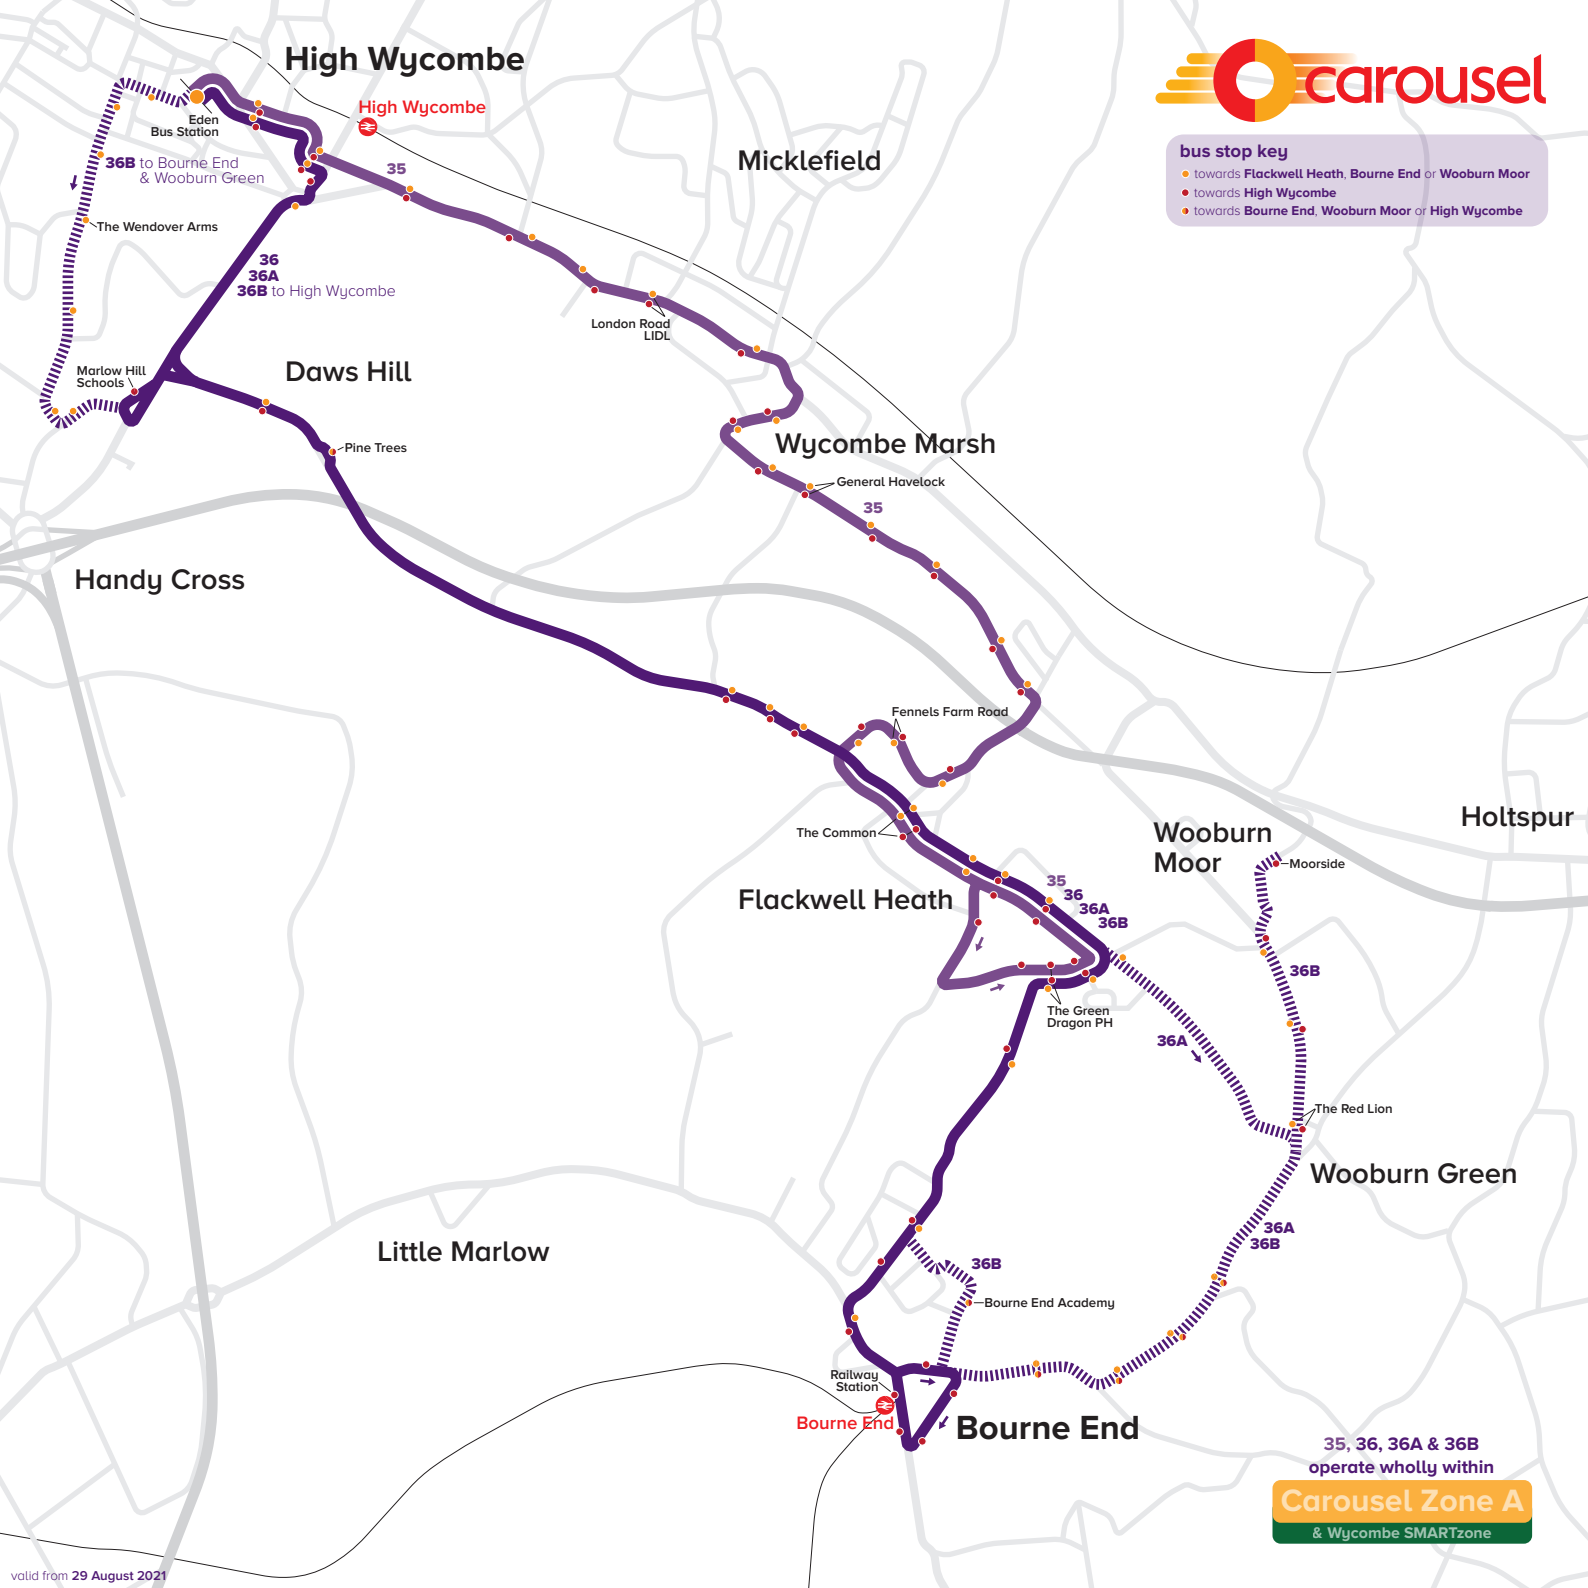 High Wycombe
carousel
High Wycombe
Eden
Bus Station
bus stop key
towards Flackwell Heath, Bourne End or Wooburn Moor
towards High Wycombe
towards Bourne End, Wooburn Moor or High Wycombe
Micklefield
36B to Bourne End
& Wooburn Green
35
The Wendover Arms
36
36A
36B to High Wycombe
London Road
LIDL
Marlow Hill
Schools
Daws Hill
Pine Trees
Wycombe Marsh
General Havelock
35
Handy Cross
Fennels Farm Road
The Common
Wooburn
Moor
Holtspur
Moorside
Flackwell Heath
35
36
36A
36B
36B
The Green
Dragon PH
36A
The Red Lion
Wooburn Green
36A
36B
Little Marlow
36B
Bourne End Academy
Railway
Station
Bourne End
Bourne End
35, 36, 36A & 36B
operate wholly within
Carousel Zone A
& Wycombe SMARTzone
valid from 29 August 2021